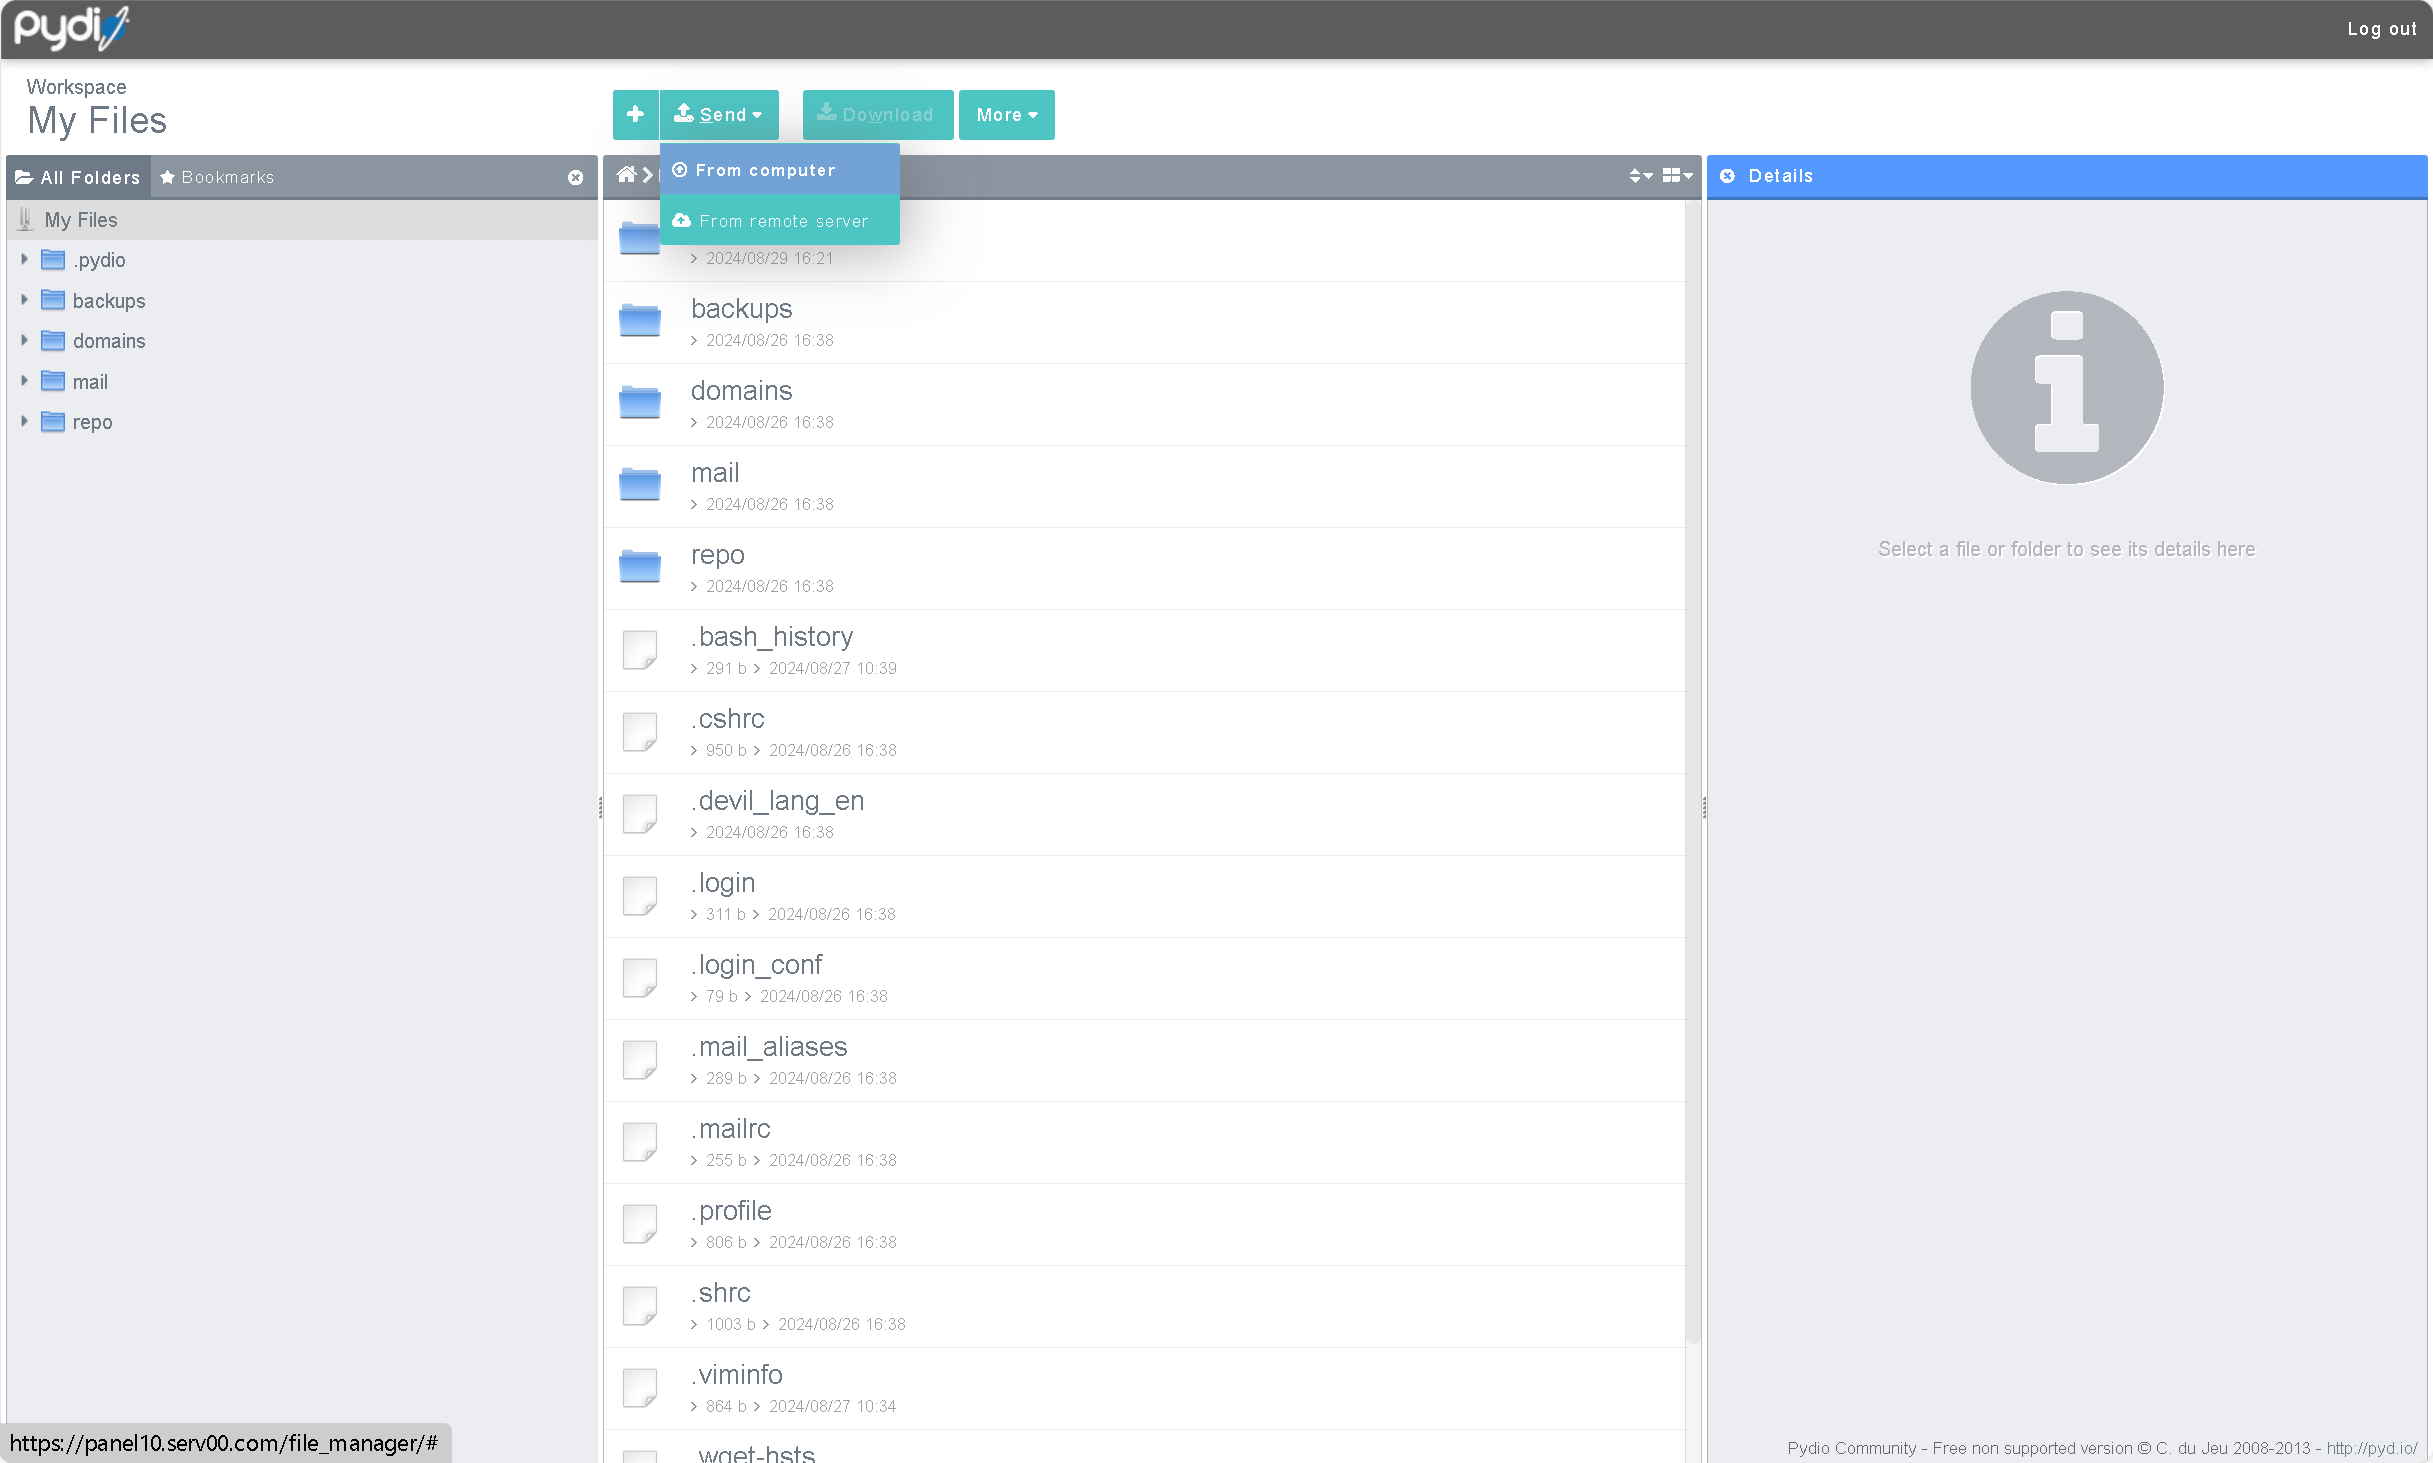 pydio
Log out
Workspace
My Files
Send
Download
More
All Folders
Bookmarks
From computer
From remote server
Details
My Files
.pydio
backups
domains
mail
repo
2024/08/29 16:21
backups
2024/08/26 16:38
domains
2024/08/26 16:38
mail
2024/08/26 16:38
repo
2024/08/26 16:38
.bash_history
291 b > 2024/08/27 10:39
.cshrc
950 b > 2024/08/26 16:38
.devil_lang_en
2024/08/26 16:38
.login
311 b > 2024/08/26 16:38
.login_conf
79 b > 2024/08/26 16:38
.mail_aliases
289 b > 2024/08/26 16:38
.mailrc
255 b > 2024/08/26 16:38
.profile
806 b > 2024/08/26 16:38
.shrc
1003 b > 2024/08/26 16:38
.viminfo
864 b > 2024/08/27 10:34
.wget-hsts
Select a file or folder to see its details here
https://panel10.serv00.com/file_manager/#
Pydio Community - Free non supported version © C. du Jeu 2008-2013 - http://pyd.io/